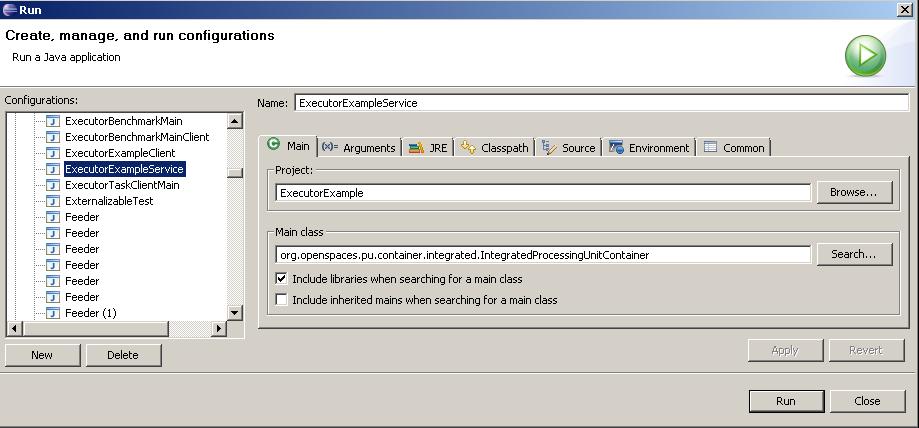 Run
Create, manage, and run configurations
Run a Java application
Configurations:
ExecutorBenchmarkMain
ExecutorBenchmarkMainClient
ExecutorExampleClient
ExecutorExampleService
ExecutorTaskClientMain
ExternalizableTest
Feeder
Feeder
Feeder
Feeder
Feeder
Feeder
Feeder (1)
New
Delete
Name:
ExecutorExampleService
Main
(x)= Arguments
JRE
Classpath
Source
Environment
Common
Project:
ExecutorExample
Browse...
Main class
org.openspaces.pu.container.integrated.IntegratedProcessingUnitContainer
Search...
Include libraries when searching for a main class
Include inherited mains when searching for a main class
Apply
Revert
Run
Close